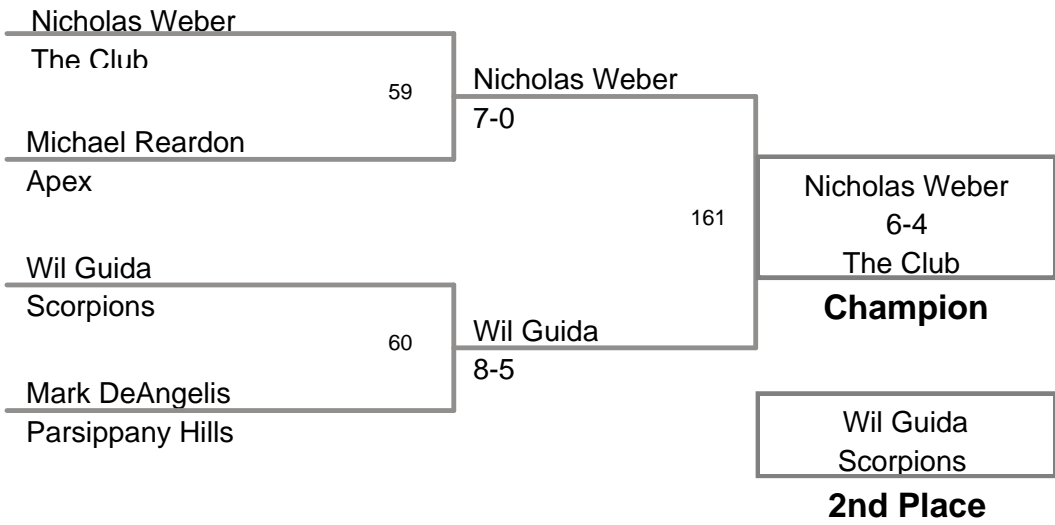 Nicholas Weber
The Club
59
Michael Reardon
Apex
Wil Guida
Scorpions
60
Mark DeAngelis
Parsippany Hills
Nicholas Weber
7-0
161
Wil Guida
8-5
Nicholas Weber
6-4
The Club
Champion
Wil Guida
Scorpions
2nd Place